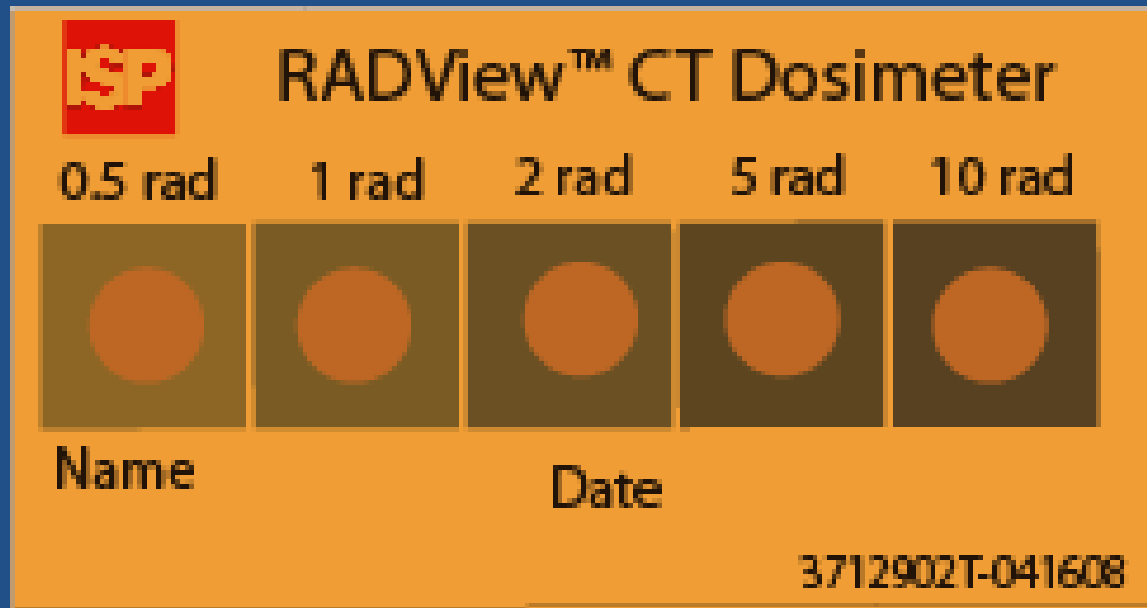 ISP
RADView™ CT Dosimeter
0.5 rad 1 rad 2 rad 5 rad 10 rad
Name
Date
3712902T-041608